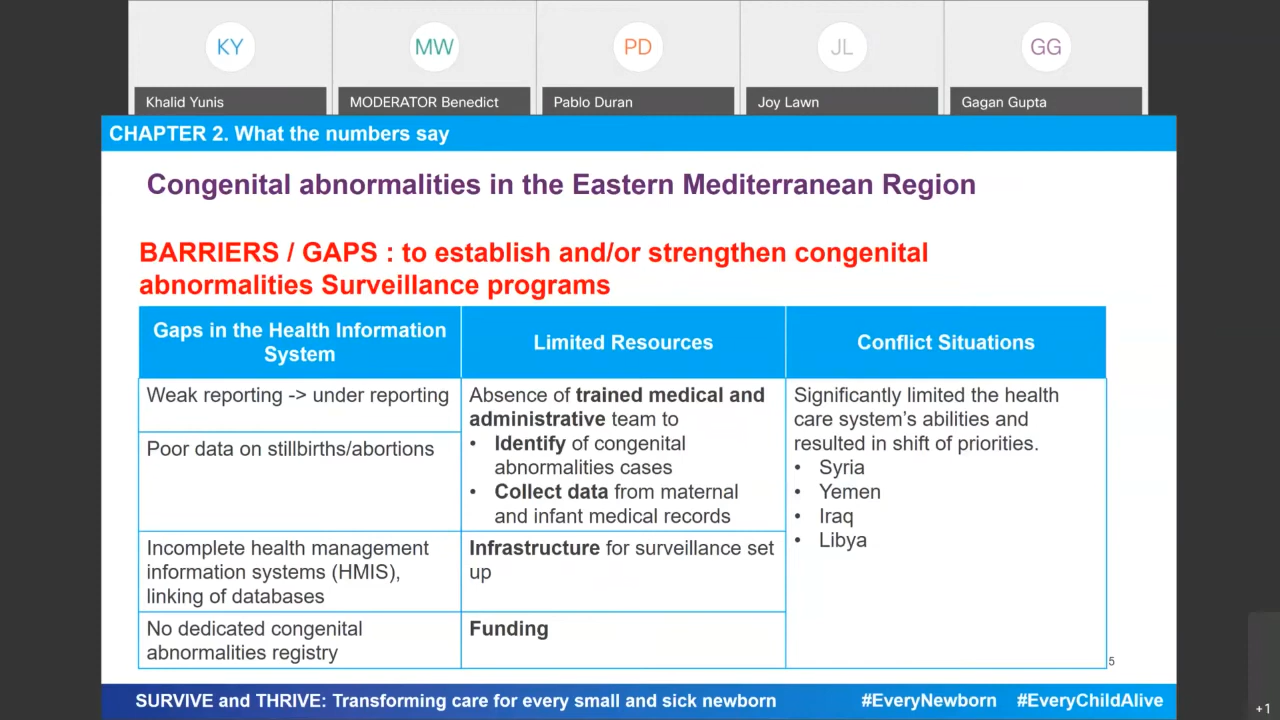 KY
MW
PD
JL
GG
Khalid Yunis
MODERATOR Benedict
Pablo Duran
Joy Lawn
Gagan Gupta
CHAPTER 2. What the numbers say
Congenital abnormalities in the Eastern Mediterranean Region
BARRIERS / GAPS : to establish and/or strengthen congenital
abnormalities Surveillance programs
Gaps in the Health Information
System
Limited Resources
Conflict Situations
Weak reporting -> under reporting
Poor data on stillbirths/abortions
Incomplete health management
information systems (HMIS),
linking of databases
No dedicated congenital
abnormalities registry
Absence of trained medical and
administrative team to
• Identify of congenital
abnormalities cases
• Collect data from maternal
and infant medical records
Infrastructure for surveillance set
up
Funding
Significantly limited the health
care system's abilities and
resulted in shift of priorities.
• Syria
• Yemen
• Iraq
• Libya
5
SURVIVE and THRIVE: Transforming care for every small and sick newborn
#EveryNewborn #EveryChildAlive
+1